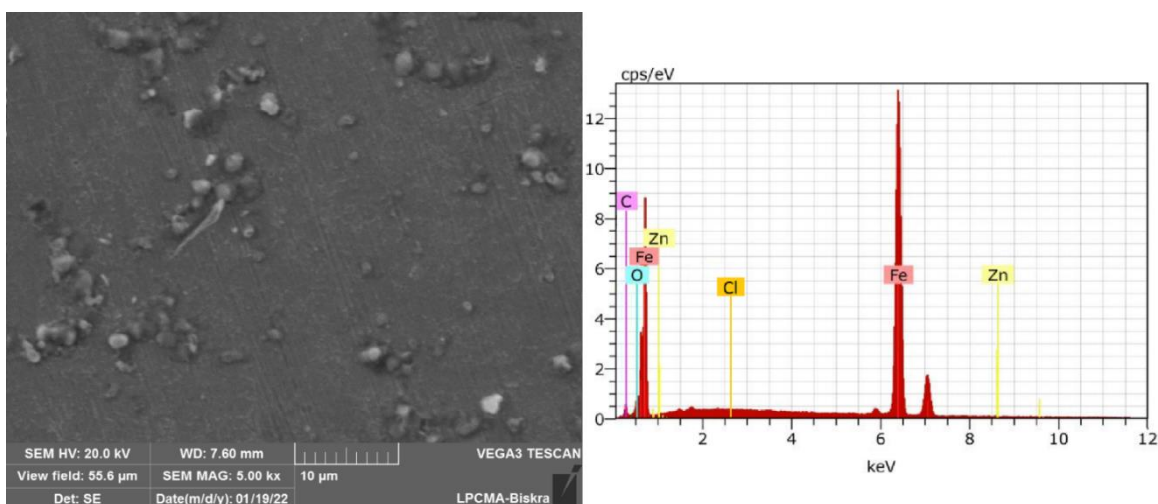 SEM HV: 20.0 kV WD: 7.60 mm VEGA3 TESCAN
View field: 55.6 µm SEM MAG: 5.00 kx 10 µm
Det: SE Date(m/d/y): 01/19/22 LPCMA-Biskra
cps/eV
12
10
8
6
4
2
0
C
Zn
Fe
O
Cl
Fe
Zn
2 4 6 8 10 12
keV